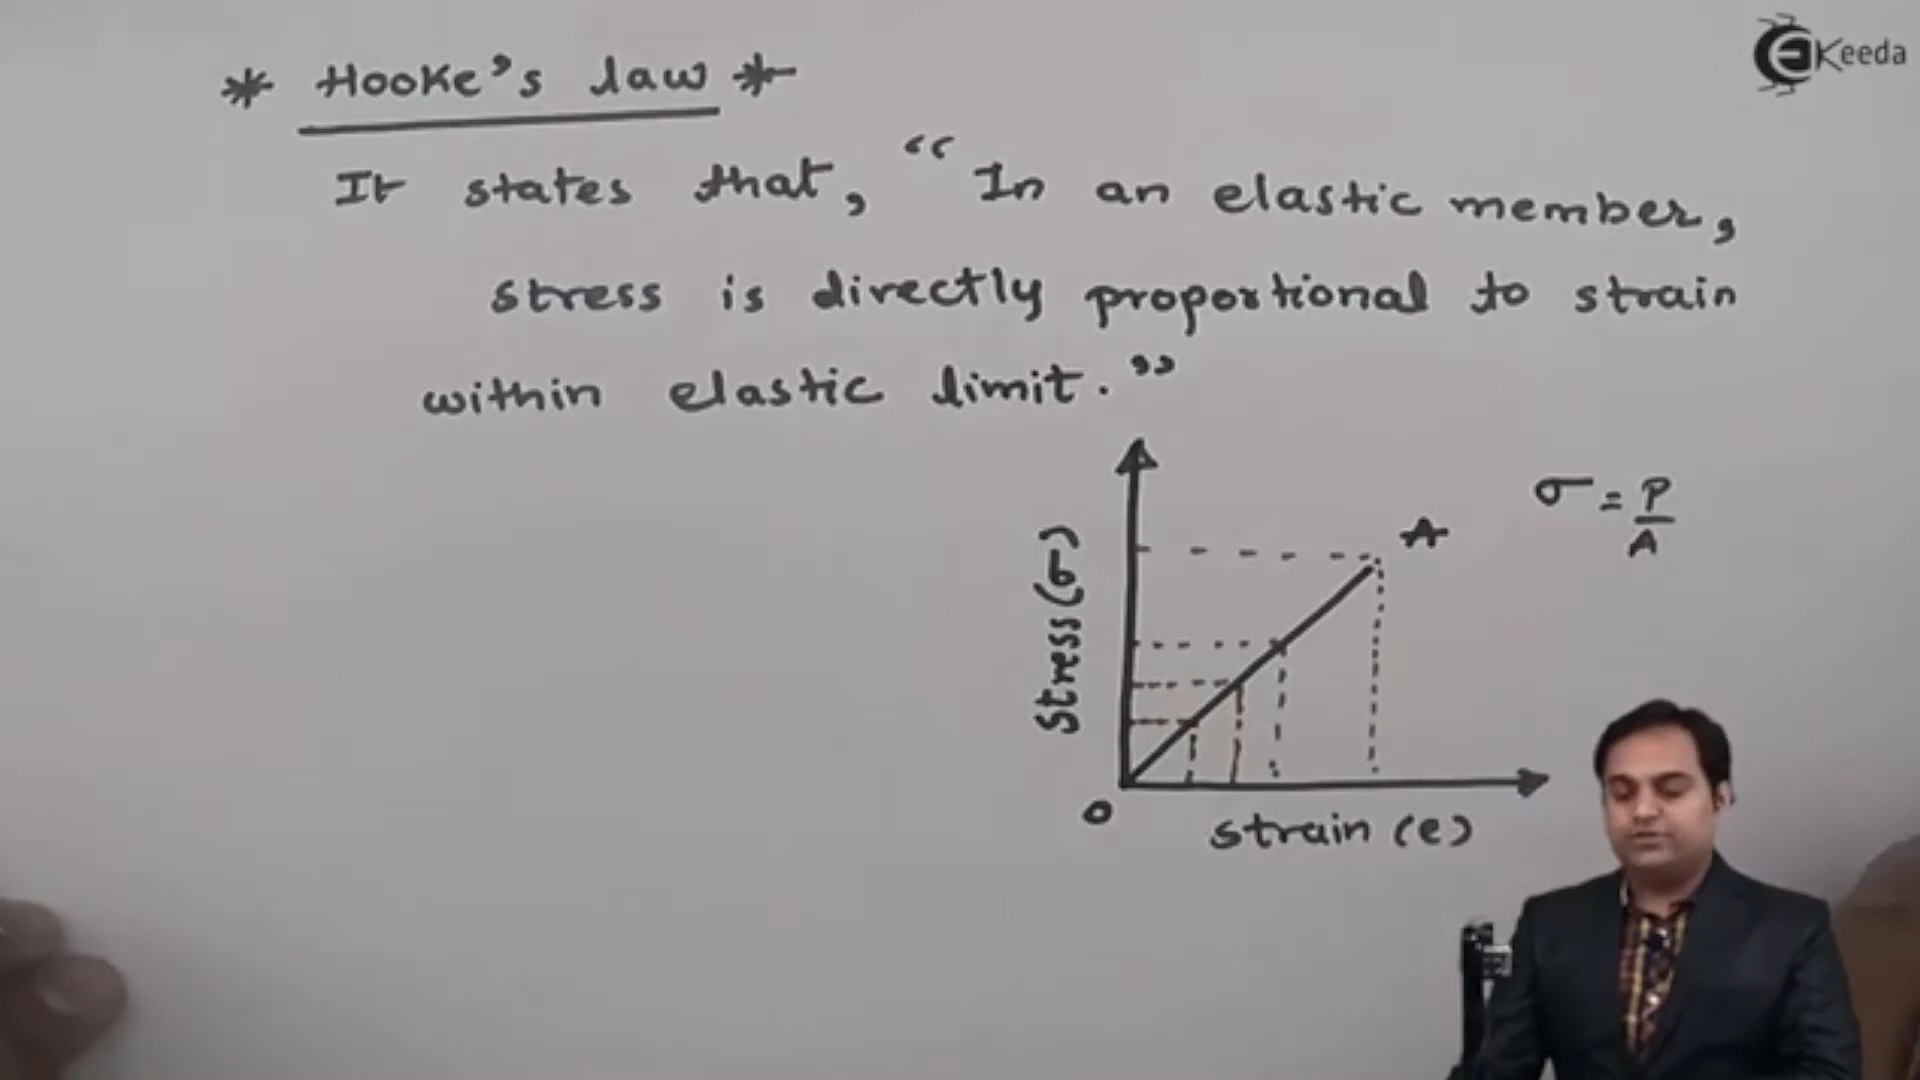 Keeda
* Hooke's law *
It states that, "In an elastic member,
stress is directly proportional to strain
within elastic limit."
σ = P
A
A
Stress (σ)
O
strain (e)